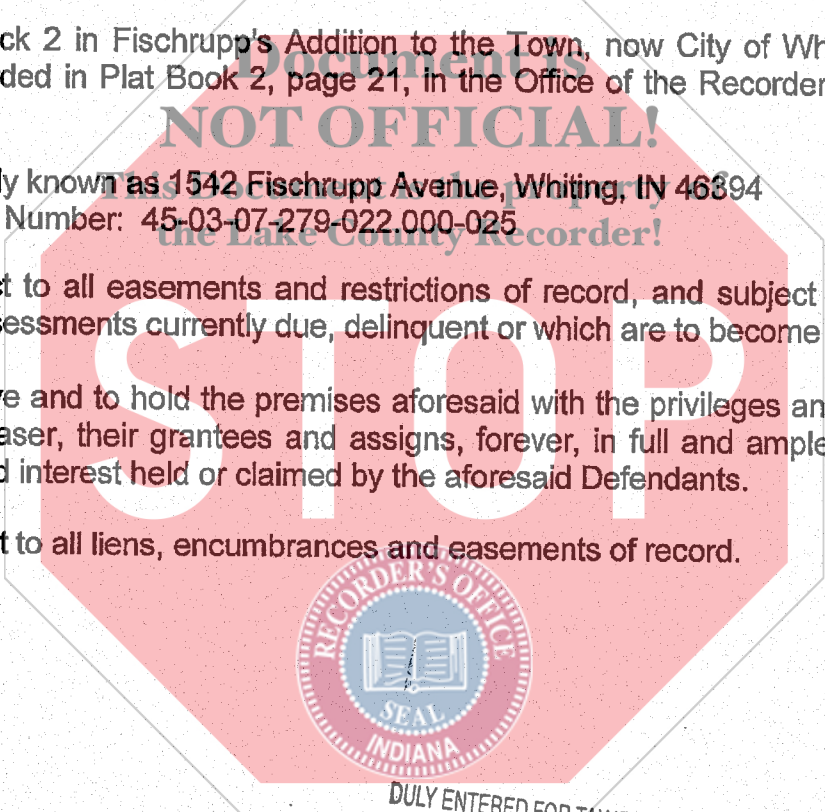 ck 2 in Fischrupp's Addition to the Town, now City of Wh
ded in Plat Book 2, page 21, in the Office of the Recorder
Document is
NOT OFFICIAL!
This Document is the property of
the Lake County Recorder!
ly known as 1542 Fischrupp Avenue, Whiting, IN 46394
Number: 45-03-07-279-022.000-025
t to all easements and restrictions of record, and subject
sessments currently due, delinquent or which are to become
STOP
e and to hold the premises aforesaid with the privileges an
aser, their grantees and assigns, forever, in full and ample
d interest held or claimed by the aforesaid Defendants.
t to all liens, encumbrances and easements of record.
RECORDER'S OFFICE
SEAL
INDIANA
DULY ENTERED FOR